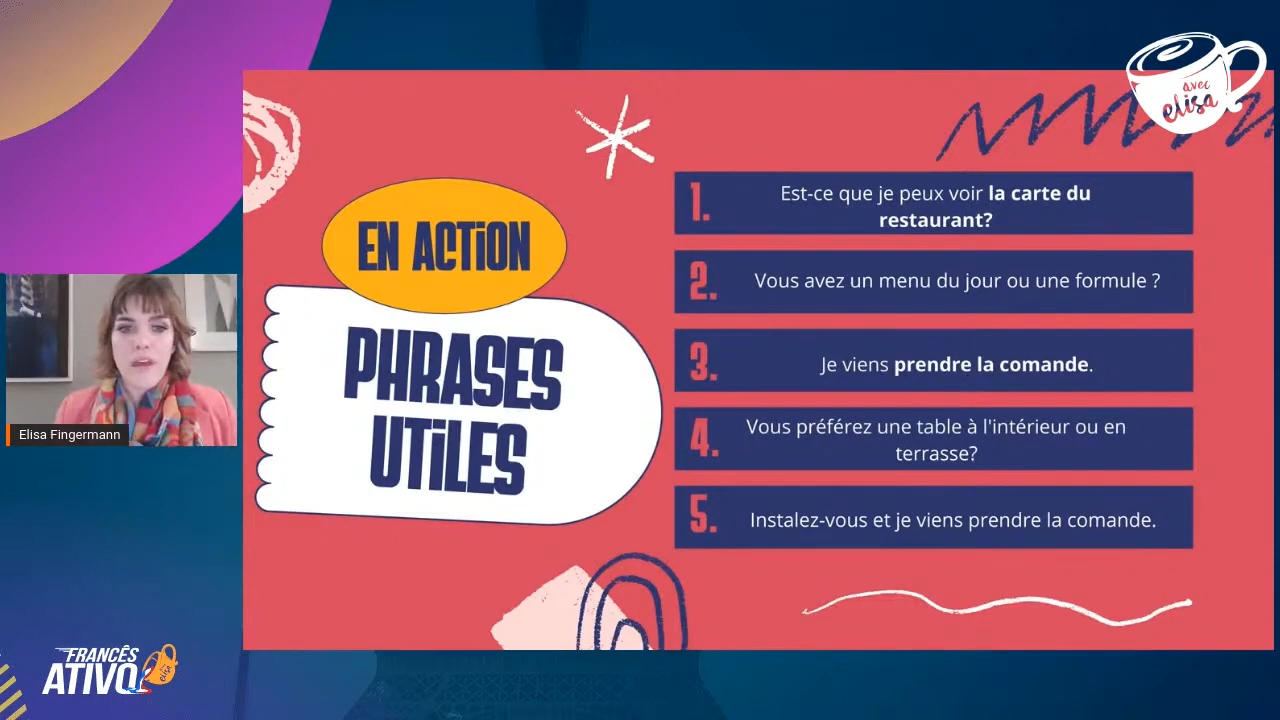 avec
elisa
EN ACTION
PHRASES
UTILES
1.
Est-ce que je peux voir la carte du
restaurant?
2.
Vous avez un menu du jour ou une formule ?
3.
Je viens prendre la comande.
4.
Vous préférez une table à l'intérieur ou en
terrasse?
5.
Instalez-vous et je viens prendre la comande.
Elisa Fingermann
FRANCÊS
ATIVO
elisa